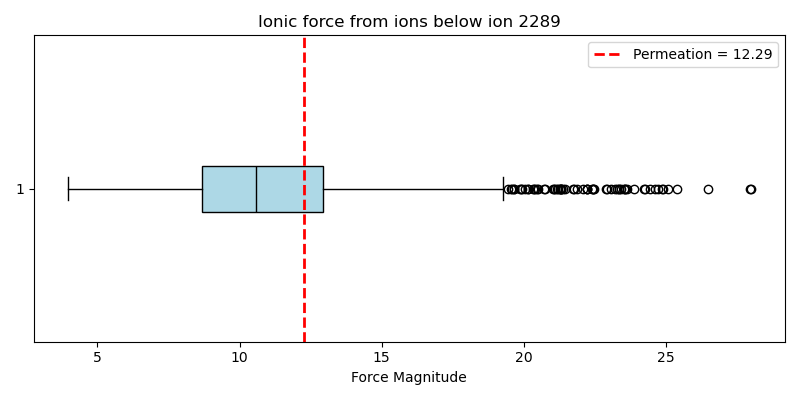 Ionic force from ions below ion 2289
Permeation = 12.29
1
5 10 15 20 25
Force Magnitude